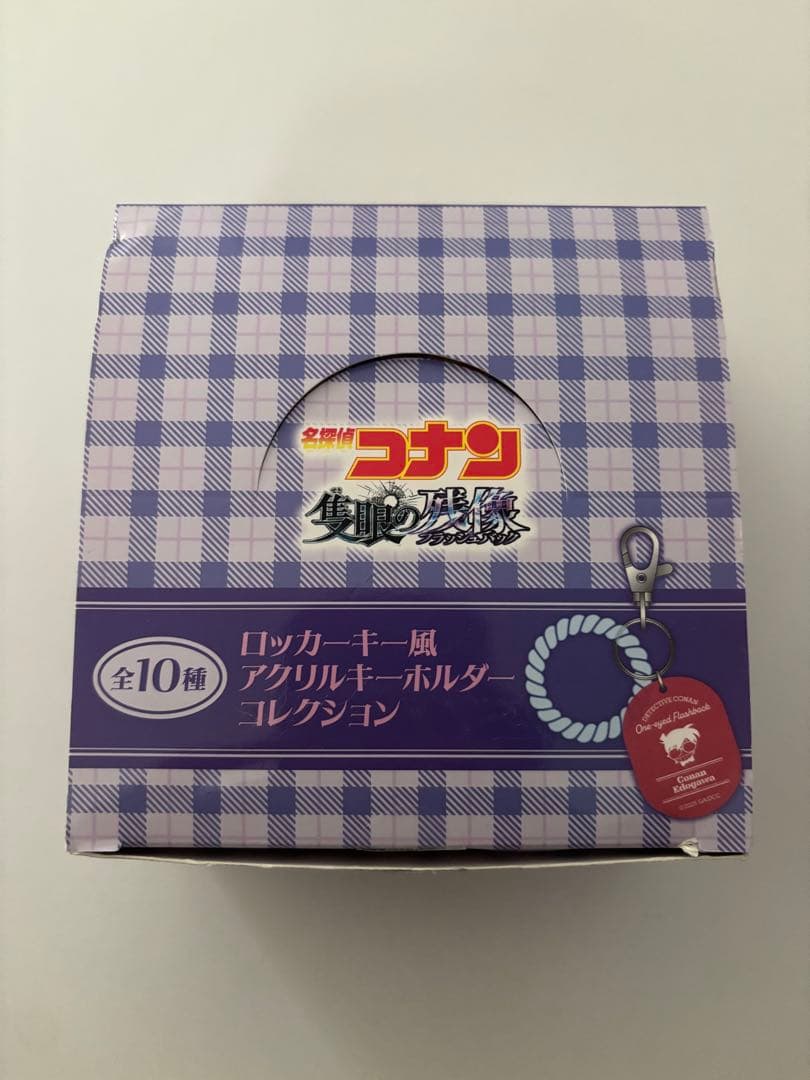 名探偵コナン
隻眼の残像
フラッシュバック
全10種
ロッカーキー風
アクリルキーホルダー
コレクション
DETECTIVE CONAN
One-eyed Flashback
Conan
Edogawa